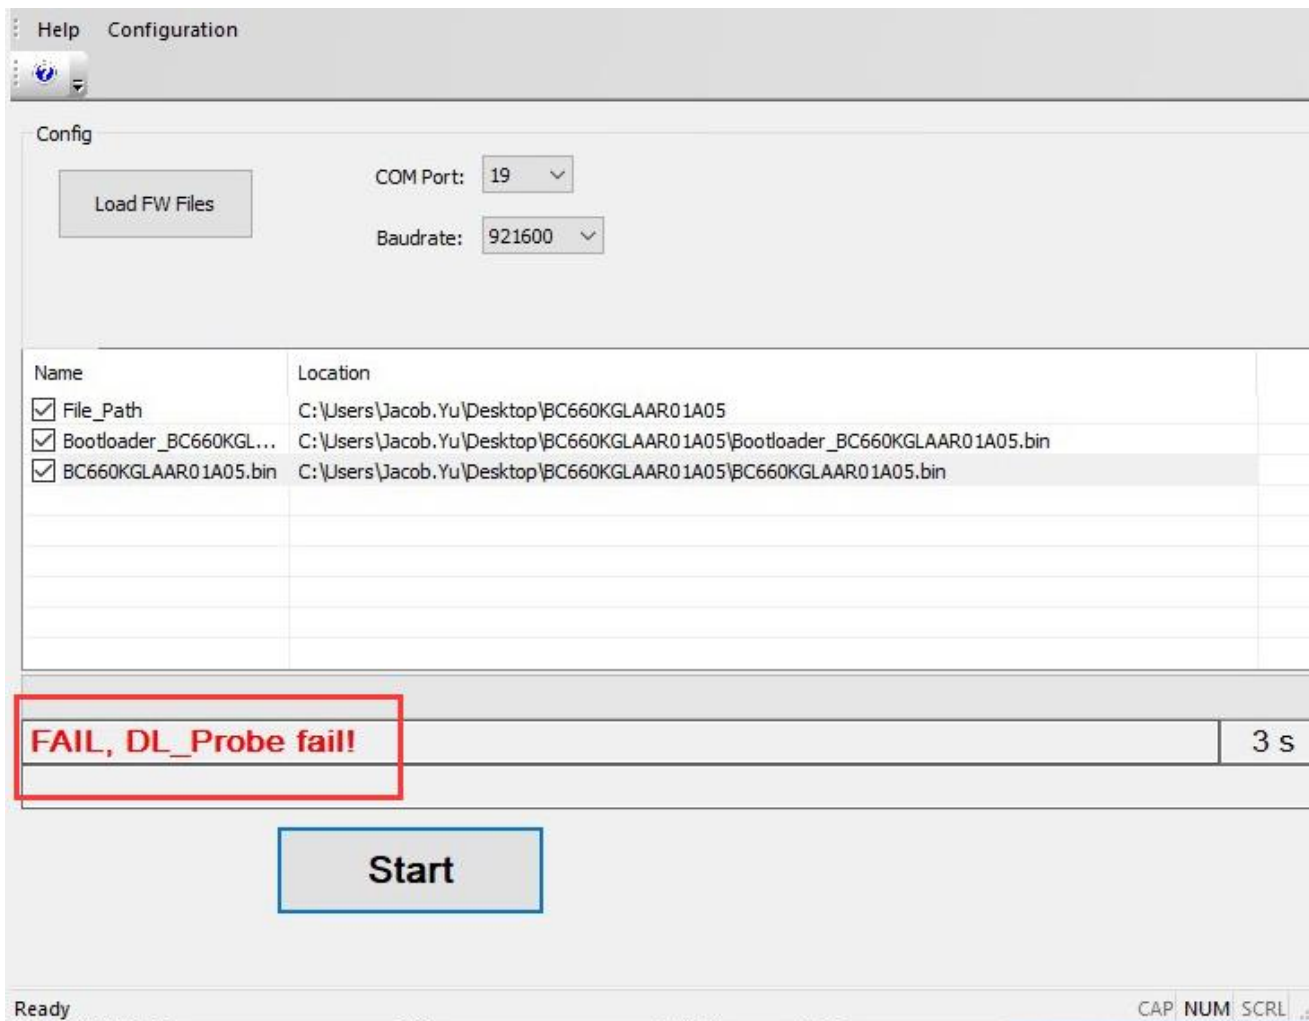 Help Configuration
Config
Load FW Files
COM Port: 19
Baudrate: 921600
Name Location
File_Path C:\Users\Jacob.Yu\Desktop\BC660KGLAAR01A05
Bootloader_BC660KGL... C:\Users\Jacob.Yu\Desktop\BC660KGLAAR01A05\Bootloader_BC660KGLAAR01A05.bin
BC660KGLAAR01A05.bin C:\Users\Jacob.Yu\Desktop\BC660KGLAAR01A05\BC660KGLAAR01A05.bin
FAIL, DL_Probe fail! 3 s
Start
Ready CAP NUM SCRL